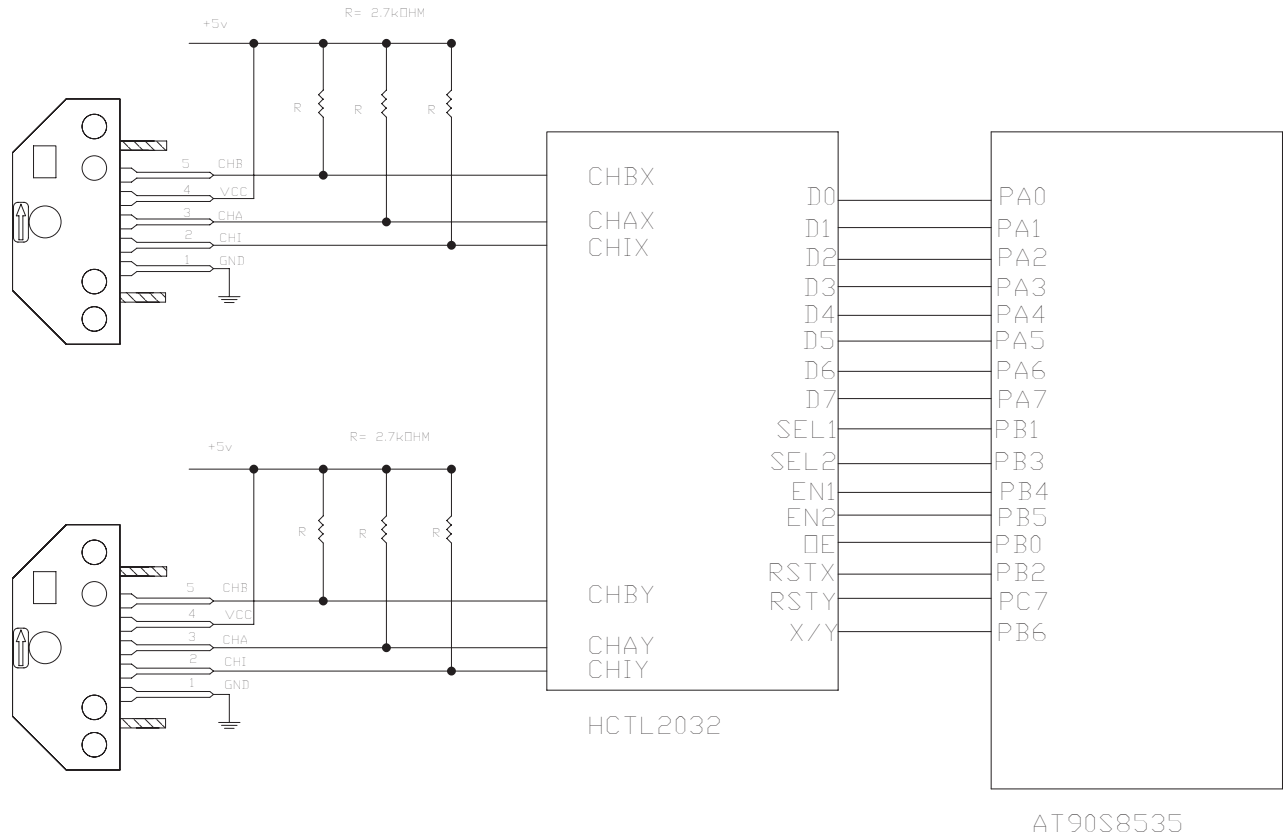 R= 2.7kOHM
+5v
R R R
5 CHB
4 VCC
3 CHA
2 CHI
1 GND
CHBX
CHAX
CHIX
D0 PA0
D1 PA1
D2 PA2
D3 PA3
D4 PA4
D5 PA5
D6 PA6
D7 PA7
SEL1 PB1
SEL2 PB3
EN1 PB4
EN2 PB5
OE PB0
RSTX PB2
RSTY PC7
X/Y PB6
R= 2.7kOHM
+5v
R R R
5 CHB
4 VCC
3 CHA
2 CHI
1 GND
CHBY
CHAY
CHIY
HCTL2032
AT90S8535